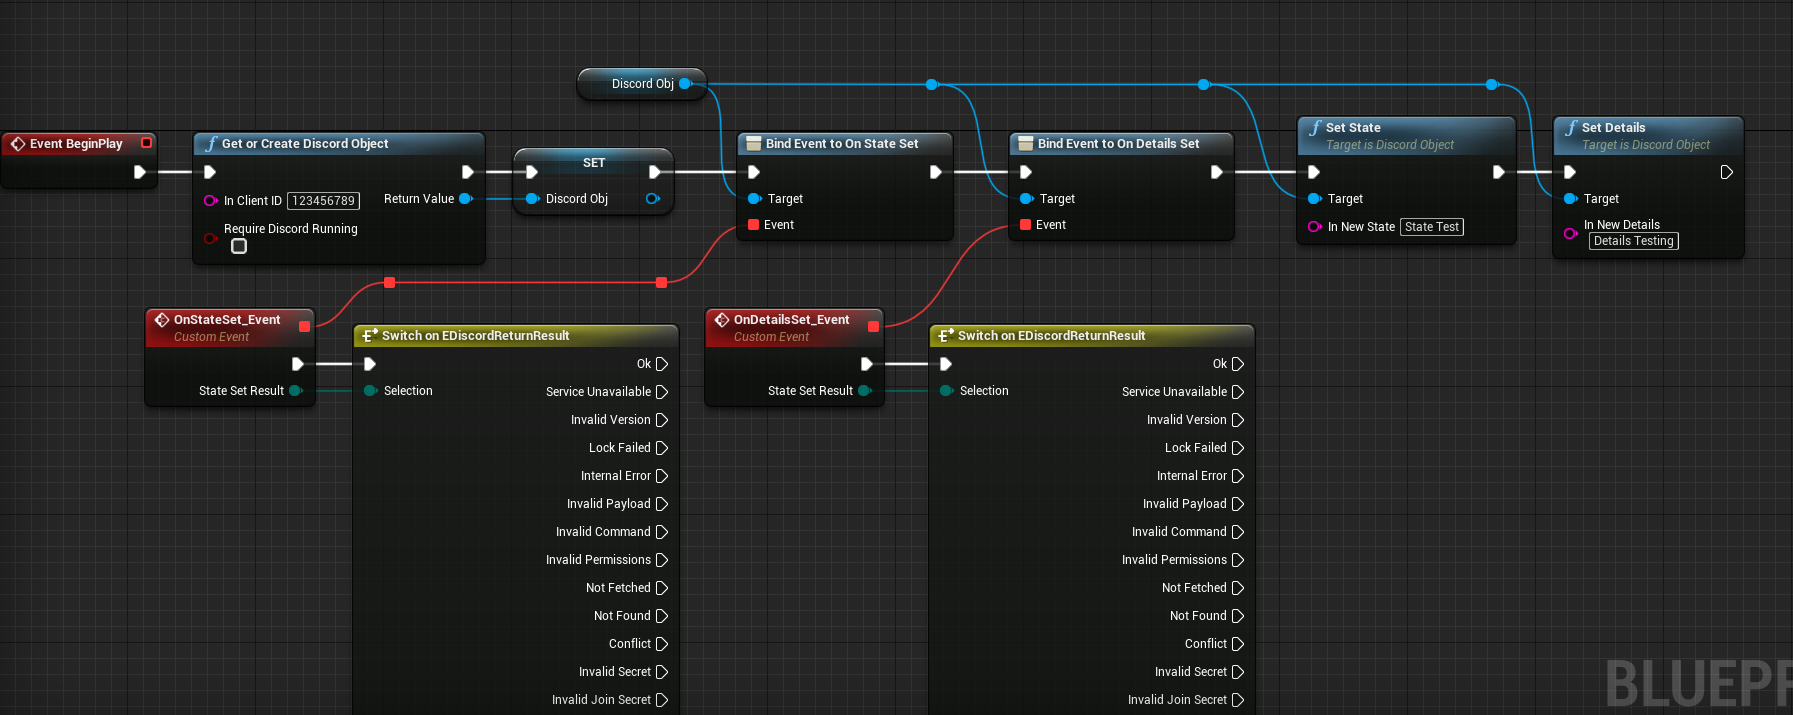 Discord Obj
Event BeginPlay
Get or Create Discord Object
In Client ID 123456789
Return Value
Require Discord Running
SET
Discord Obj
Bind Event to On State Set
Target
Event
Bind Event to On Details Set
Target
Event
Set State
Target is Discord Object
Target
In New State State Test
Set Details
Target is Discord Object
Target
In New Details
Details Testing
OnStateSet_Event
Custom Event
State Set Result
Switch on EDiscordReturnResult
Ok
Selection
Service Unavailable
Invalid Version
Lock Failed
Internal Error
Invalid Payload
Invalid Command
Invalid Permissions
Not Fetched
Not Found
Conflict
Invalid Secret
Invalid Join Secret
OnDetailsSet_Event
Custom Event
State Set Result
Switch on EDiscordReturnResult
Ok
Selection
Service Unavailable
Invalid Version
Lock Failed
Internal Error
Invalid Payload
Invalid Command
Invalid Permissions
Not Fetched
Not Found
Conflict
Invalid Secret
Invalid Join Secret